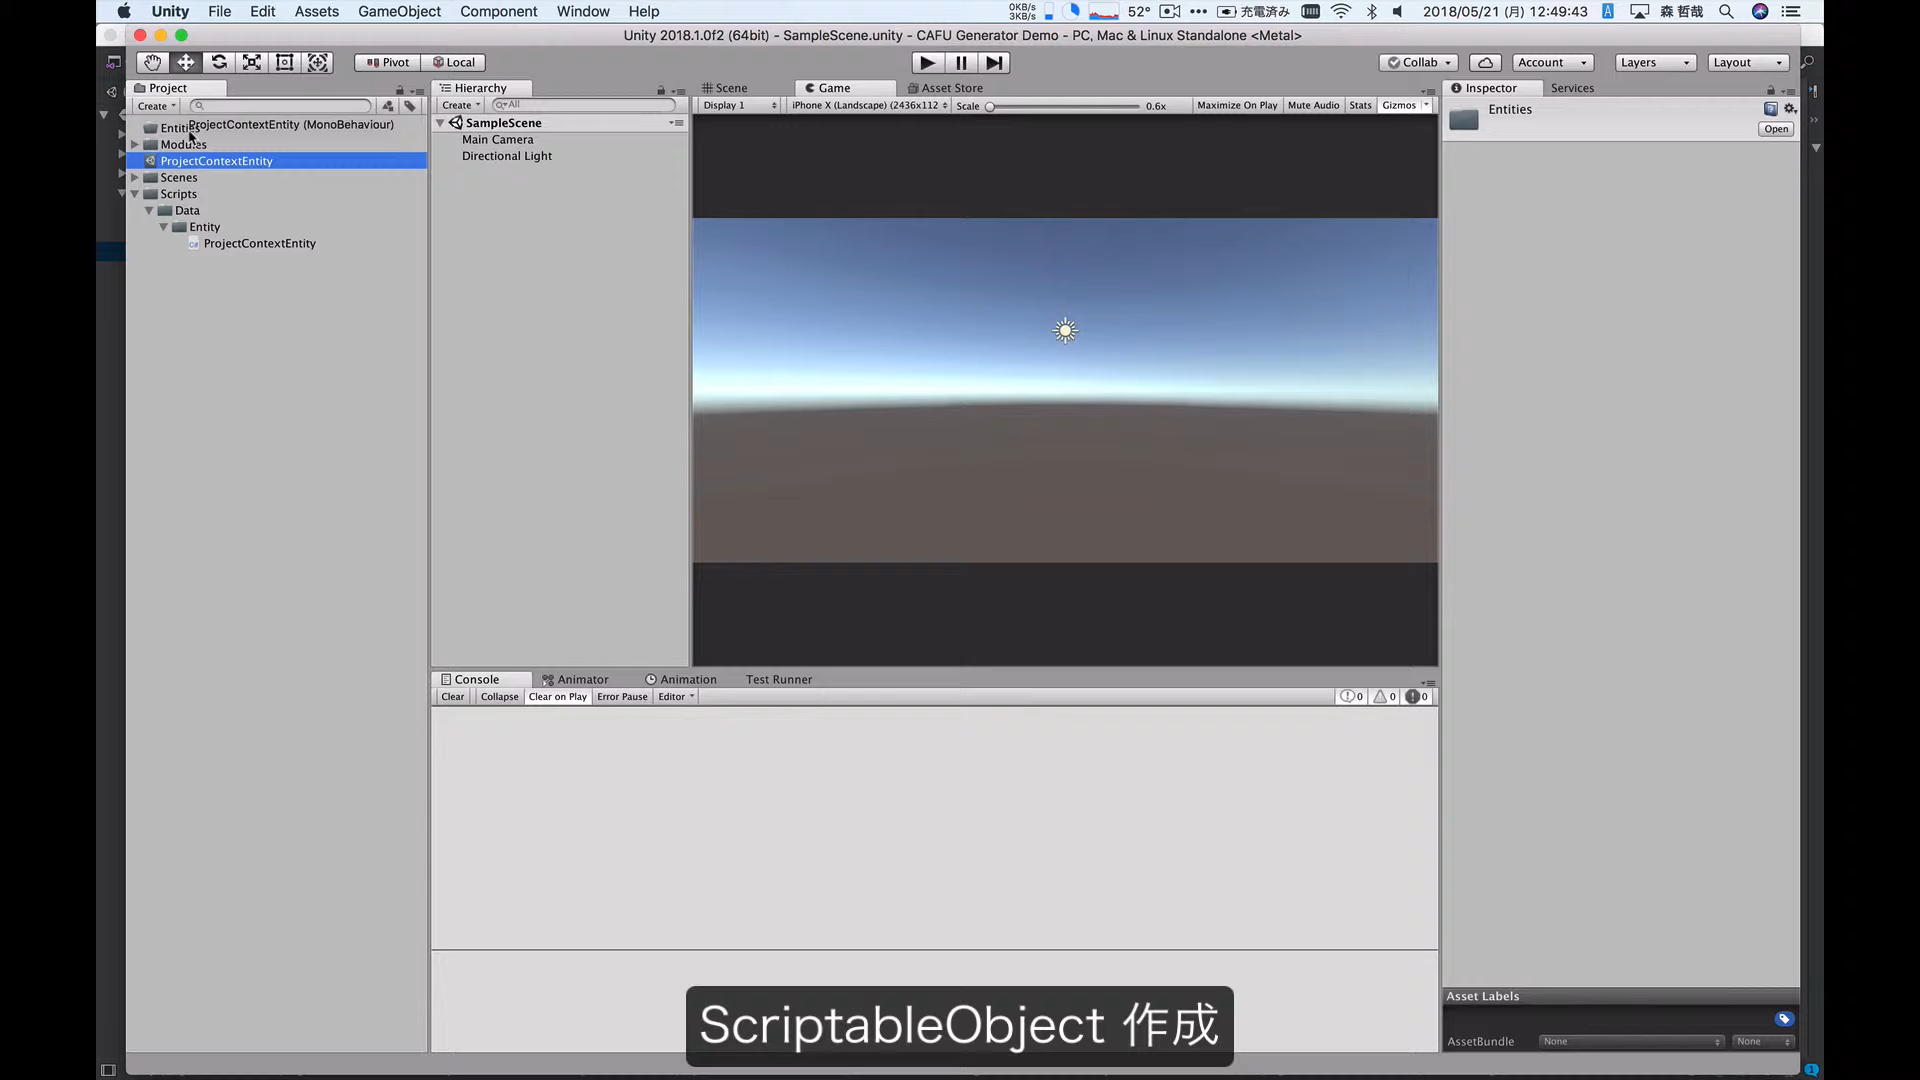 Unity File Edit Assets GameObject Component Window Help
0KB/s
3KB/s
52° 充電済み 2018/05/21 (月) 12:49:43 A 森 哲哉
Unity 2018.1.0f2 (64bit) - SampleScene.unity - CAFU Generator Demo - PC, Mac & Linux Standalone <Metal>
Pivot Local Collab Account Layers Layout
Project Hierarchy Scene Game Asset Store Inspector Services
Create Create All Display 1 iPhone X (Landscape) (2436x112 Scale 0.6x Maximize On Play Mute Audio Stats Gizmos
Entities
ProjectContextEntity (MonoBehaviour)
Modules
ProjectContextEntity
Scenes
Scripts
Data
Entity
ProjectContextEntity
SampleScene
Main Camera
Directional Light
Entities
Open
Console Animator Animation Test Runner
Clear Collapse Clear on Play Error Pause Editor 0 0 0
Asset Labels
AssetBundle None None
ScriptableObject 作成